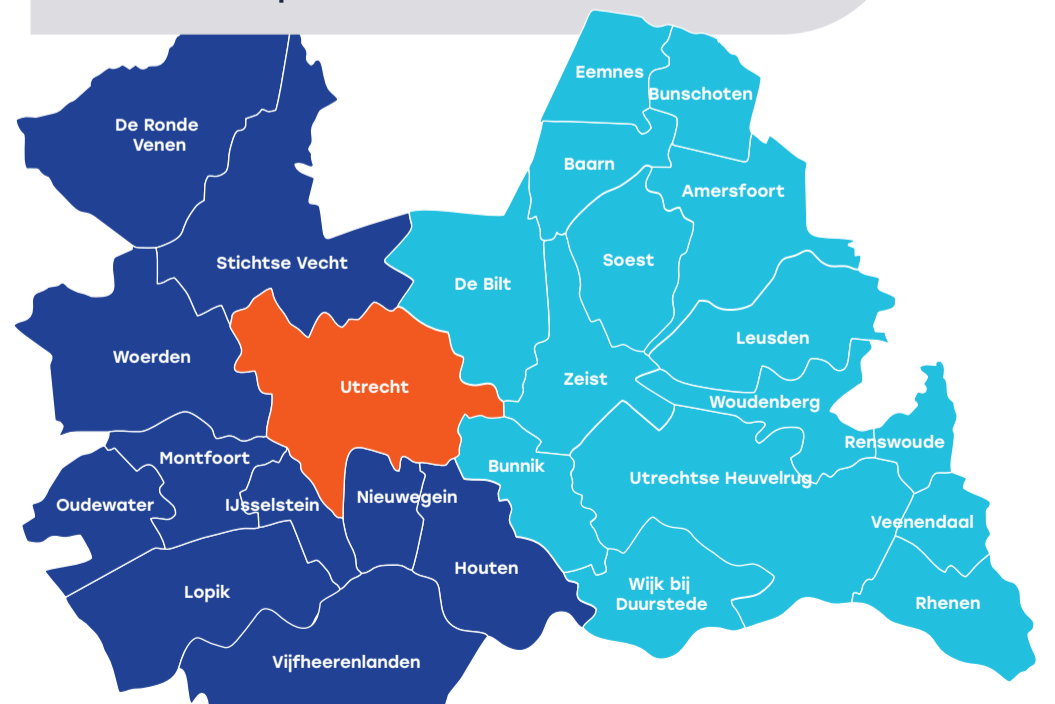 Eemnes
Bunschoten
De Ronde
Venen
Baarn
Amersfoort
Stichtse Vecht
Soest
De Bilt
Leusden
Woerden
Zeist
Utrecht
Woudenberg
Renswoude
Montfoort
Bunnik
Utrechtse Heuvelrug
Nieuwegein
Oudewater
IJsselstein
Veenendaal
Houten
Wijk bij
Duurstede
Lopik
Rhenen
Vijfheerenlanden